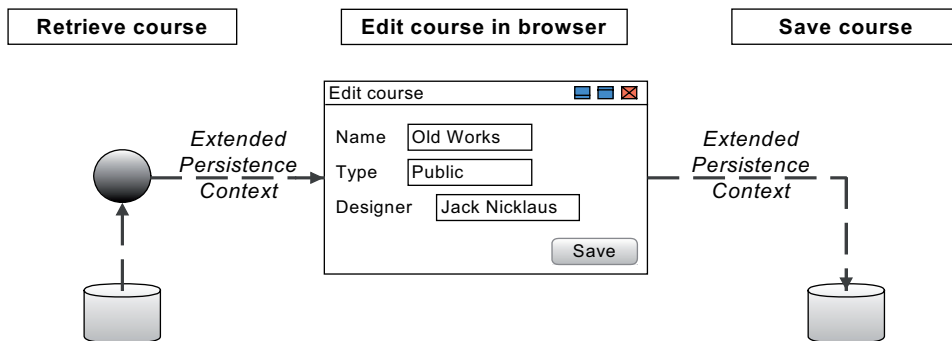 Retrieve course
Edit course in browser
Save course
Extended
Persistence
Context
Edit course
Name Old Works
Type Public
Designer Jack Nicklaus
Save
Extended
Persistence
Context